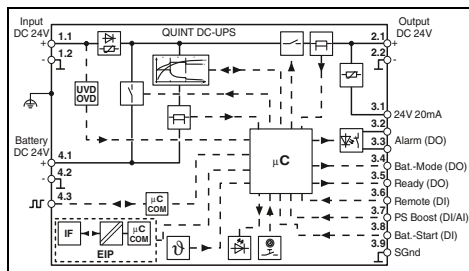 Input
DC 24V
+
1.1
-
1.2
QUINT DC-UPS
Output
DC 24V
2.1
+
2.2
-
UVD
OVD
Battery
DC 24V
+
4.1
-
4.2
4.3
µC
COM
µC
IF
µC
COM
EIP
ϑ
3.1
24V 20mA
3.2
3.3
Alarm (DO)
3.4
Bat.-Mode (DO)
3.5
Ready (DO)
3.6
Remote (DI)
3.7
PS Boost (DI/AI)
3.8
Bat.-Start (DI)
3.9
SGnd